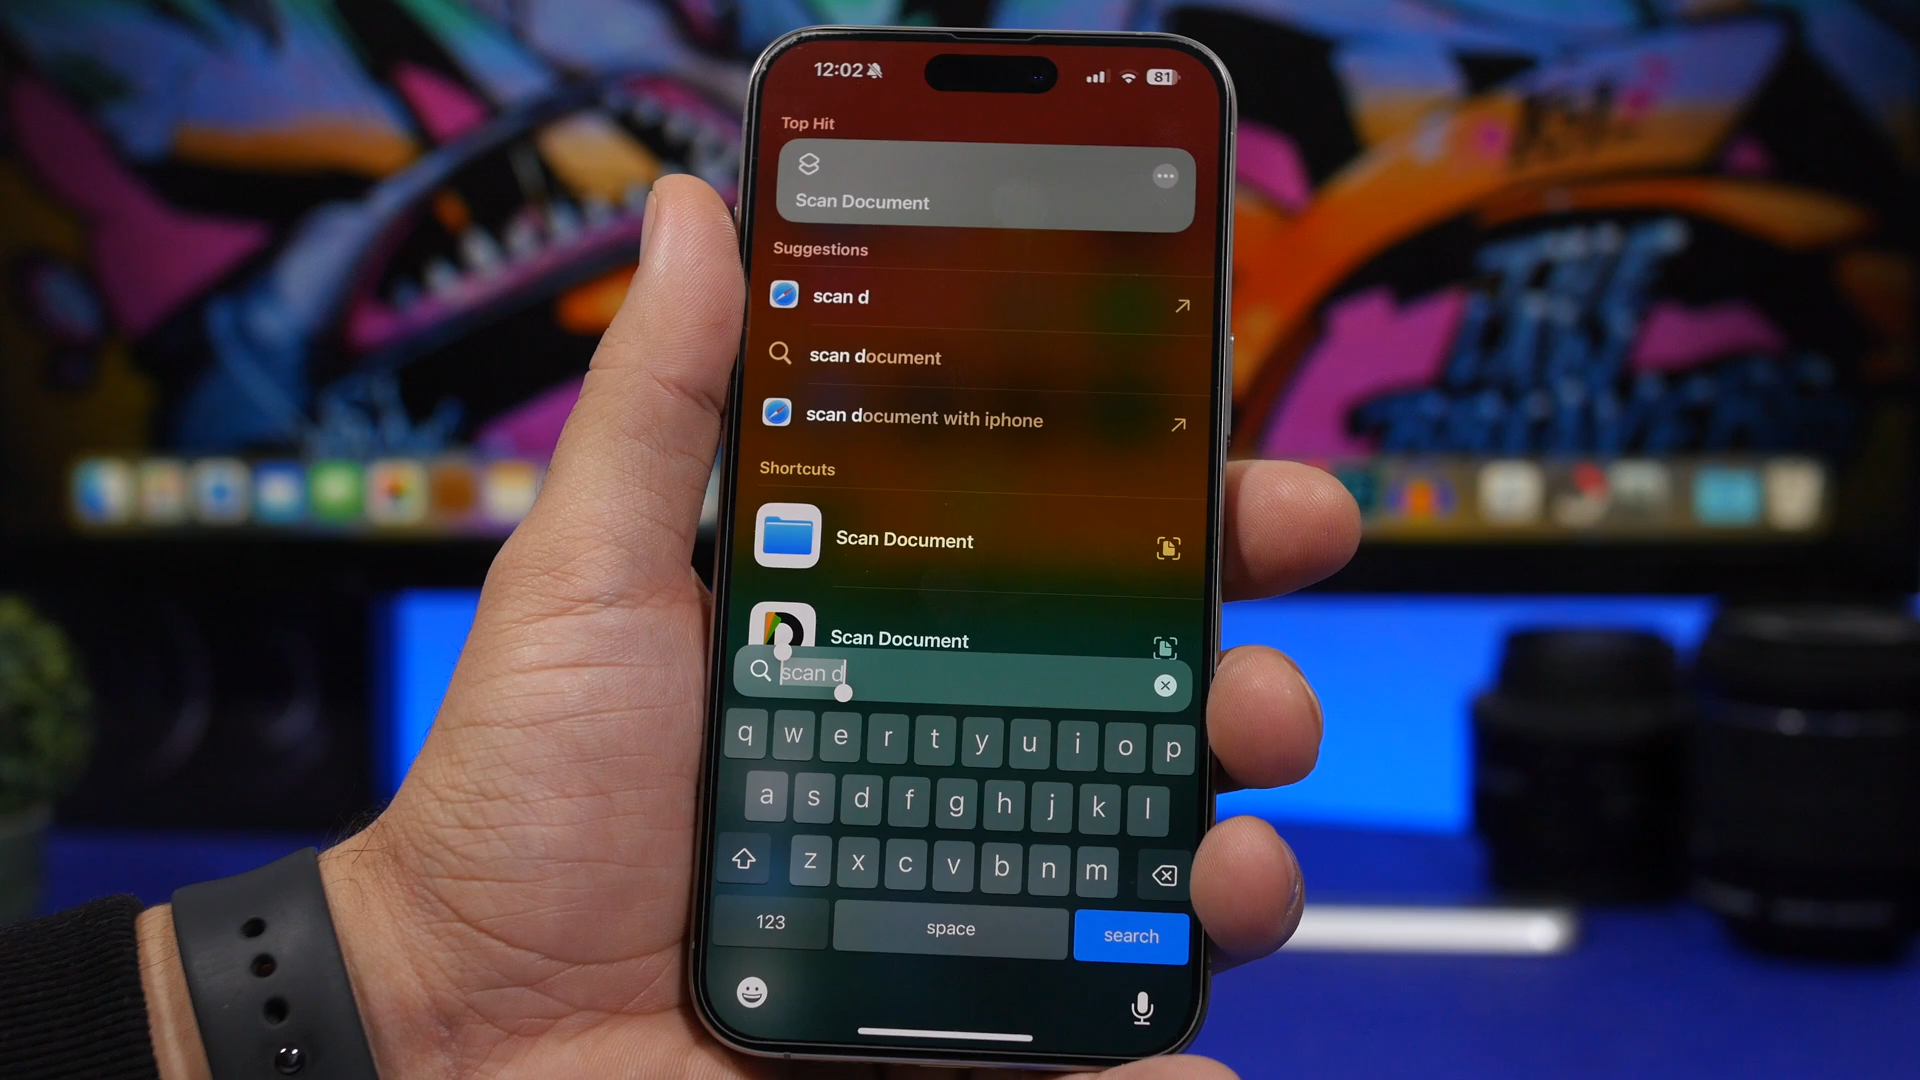 12:02
81
Top Hit
Scan Document
Suggestions
scan d
scan document
scan document with iphone
Shortcuts
Scan Document
Scan Document
scan d
q w e r t y u i o p
a s d f g h j k l
z x c v b n m
123 space search
THE